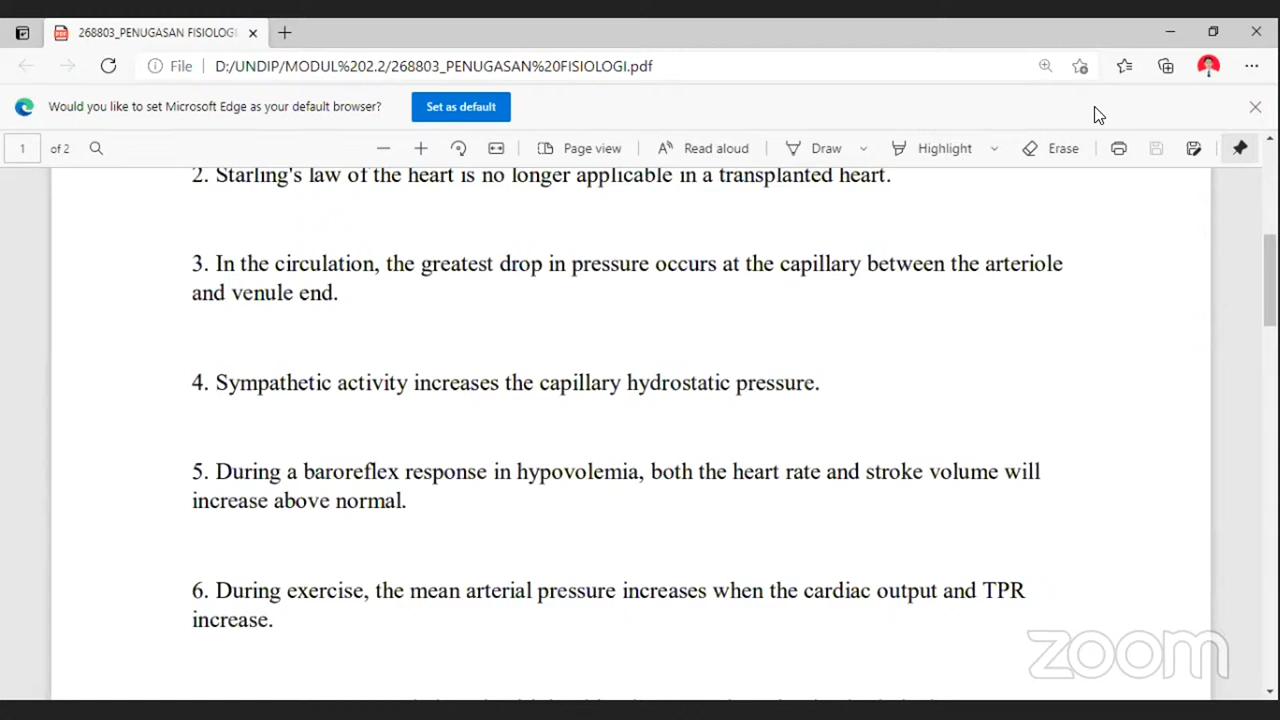 268803_PENUGASAN FISIOLOGI
File D:/UNDIP/MODUL%202.2/268803_PENUGASAN%20FISIOLOGI.pdf
Would you like to set Microsoft Edge as your default browser? Set as default
1 of 2 Page view Read aloud Draw Highlight Erase
2. Starling's law of the heart is no longer applicable in a transplanted heart.
3. In the circulation, the greatest drop in pressure occurs at the capillary between the arteriole
and venule end.
4. Sympathetic activity increases the capillary hydrostatic pressure.
5. During a baroreflex response in hypovolemia, both the heart rate and stroke volume will
increase above normal.
6. During exercise, the mean arterial pressure increases when the cardiac output and TPR
increase.
zoom